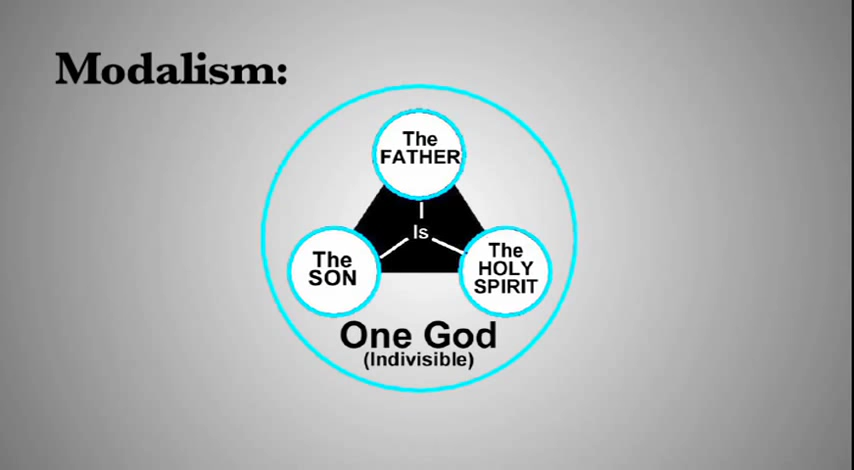 Modalism:
The
FATHER
Is
The
SON
The
HOLY
SPIRIT
One God
(Indivisible)